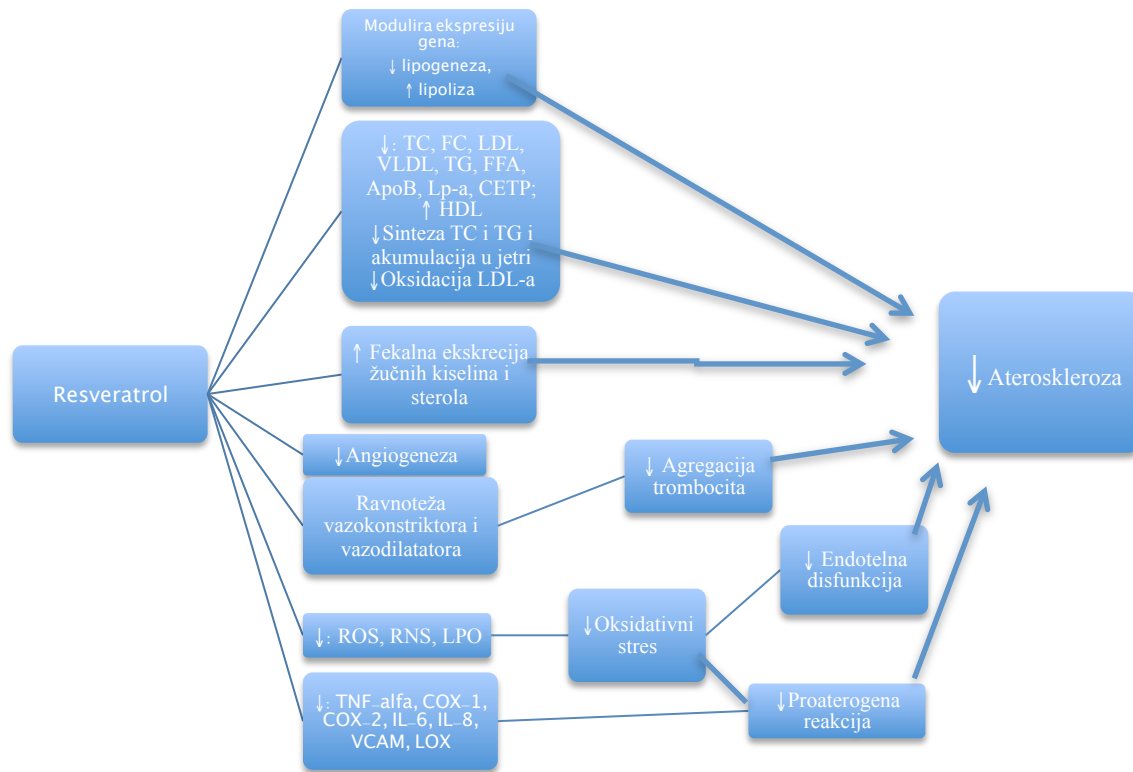 Modulira ekspresiju
gena:
↓ lipogeneza,
↑ lipoliza
↓: TC, FC, LDL,
VLDL, TG, FFA,
ApoB, Lp-a, CETP;
↑ HDL
↓Sinteza TC i TG i
akumulacija u jetri
↓Oksidacija LDL-a
Resveratrol
↑ Fekalna ekskrecija
žučnih kiselina i
sterola
↓ Ateroskleroza
↓Angiogeneza
Ravnoteža
vazokonstriktora i
vazodilatatora
↓ Agregacija
trombocita
↓ Endotelna
disfunkcija
↓: ROS, RNS, LPO
↓Oksidativni
stres
↓: TNF-alfa, COX-1,
COX-2, IL-6, IL-8,
VCAM, LOX
↓Proaterogena
reakcija